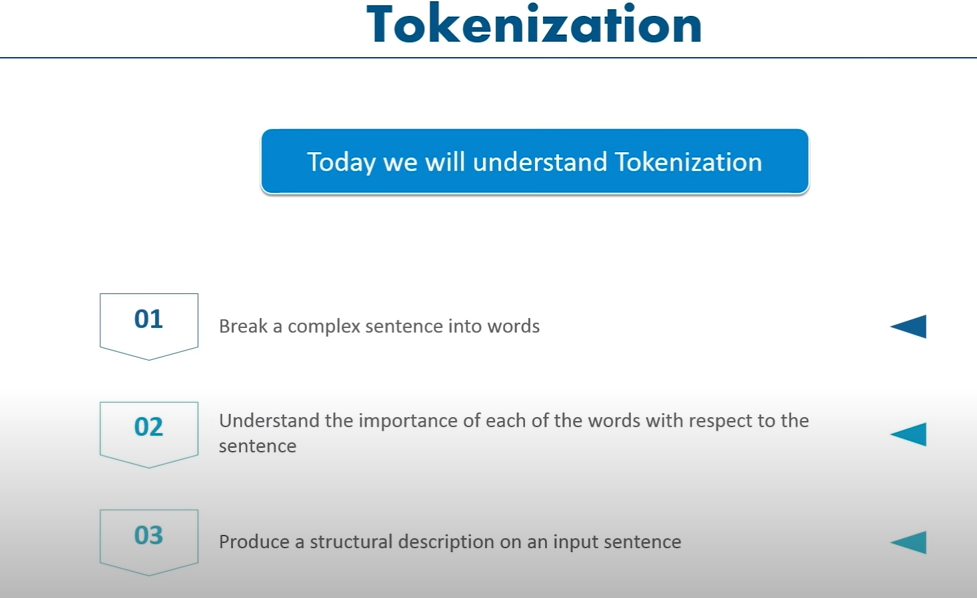 Tokenization
Today we will understand Tokenization
01
Break a complex sentence into words
02
Understand the importance of each of the words with respect to the
sentence
03
Produce a structural description on an input sentence